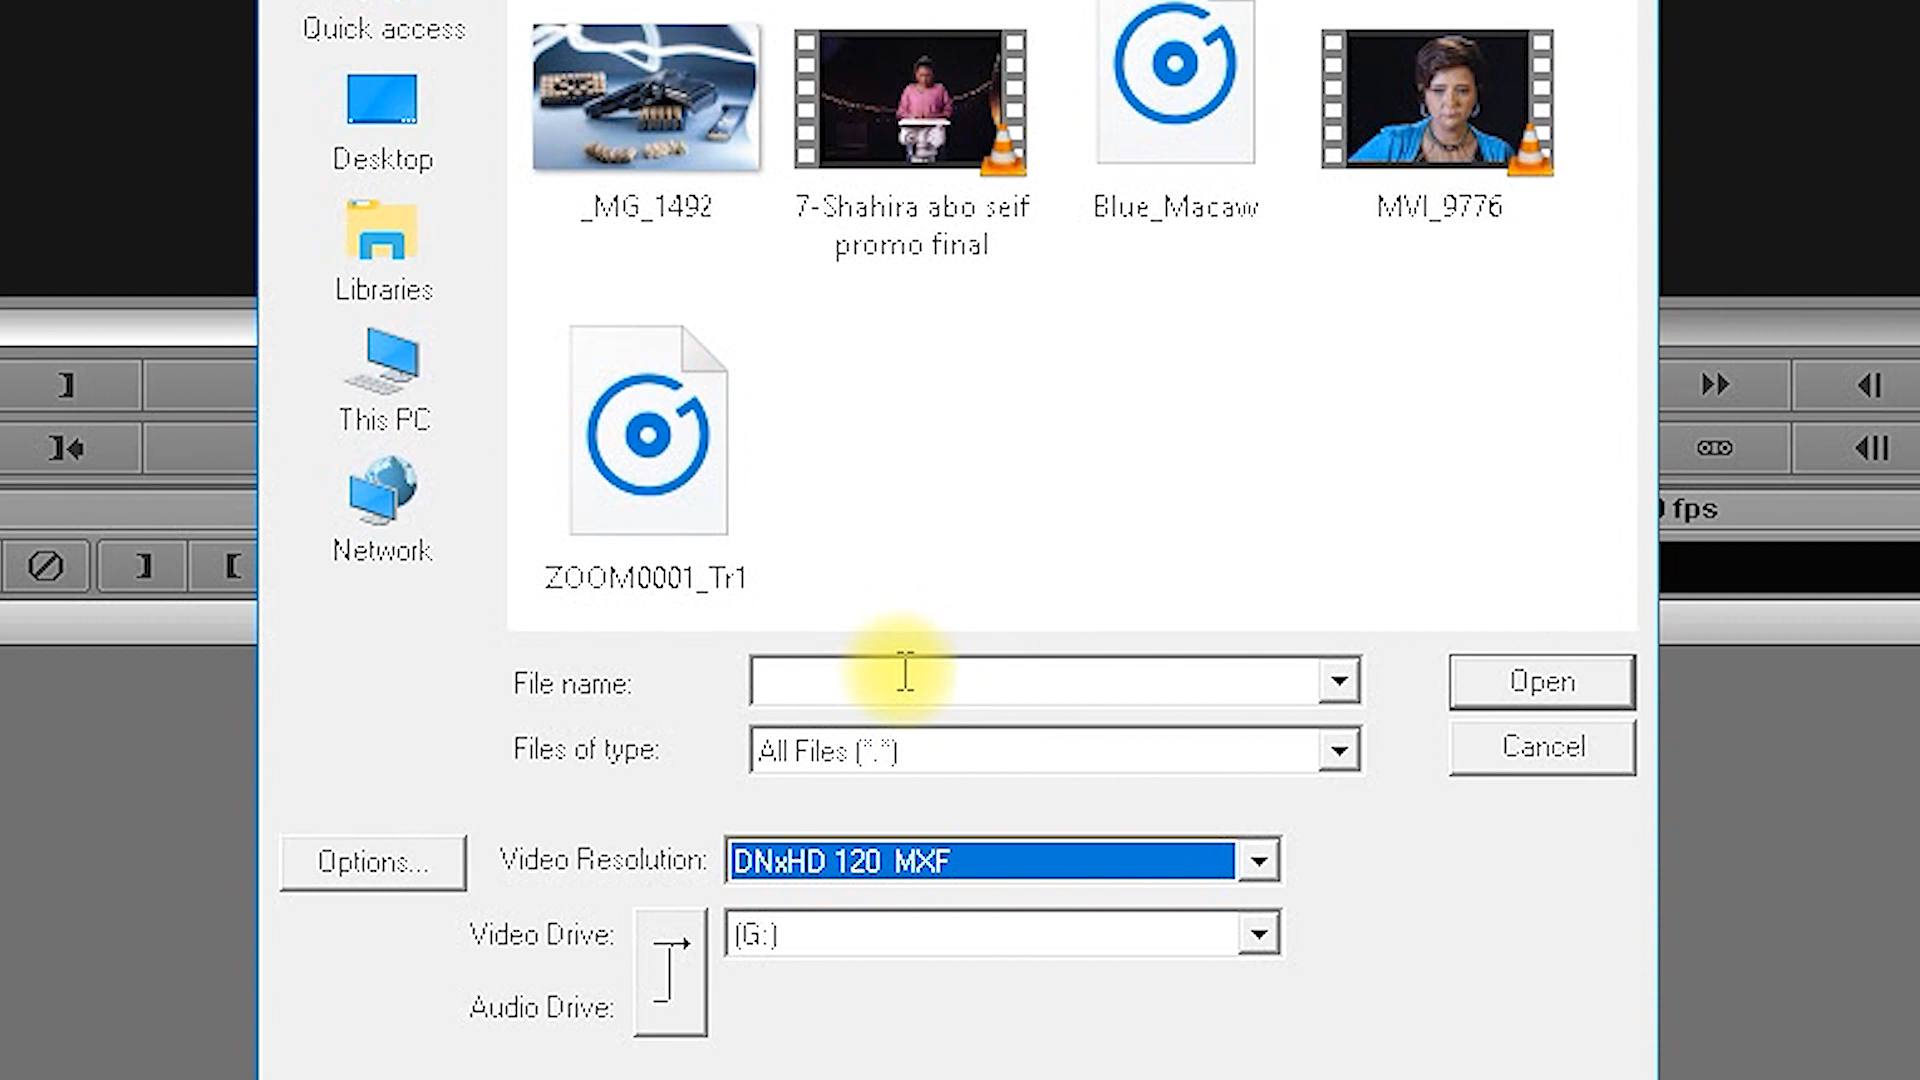 Quick access
Desktop
Libraries
This PC
Network
_MG_1492
7-Shahira abo seif
promo final
Blue_Macaw
MVI_9776
ZOOM0001_Tr1
File name:
Open
Files of type:
All Files (*.*)
Cancel
Options...
Video Resolution:
DNxHD 120 MXF
Video Drive:
(G:)
Audio Drive:
fps